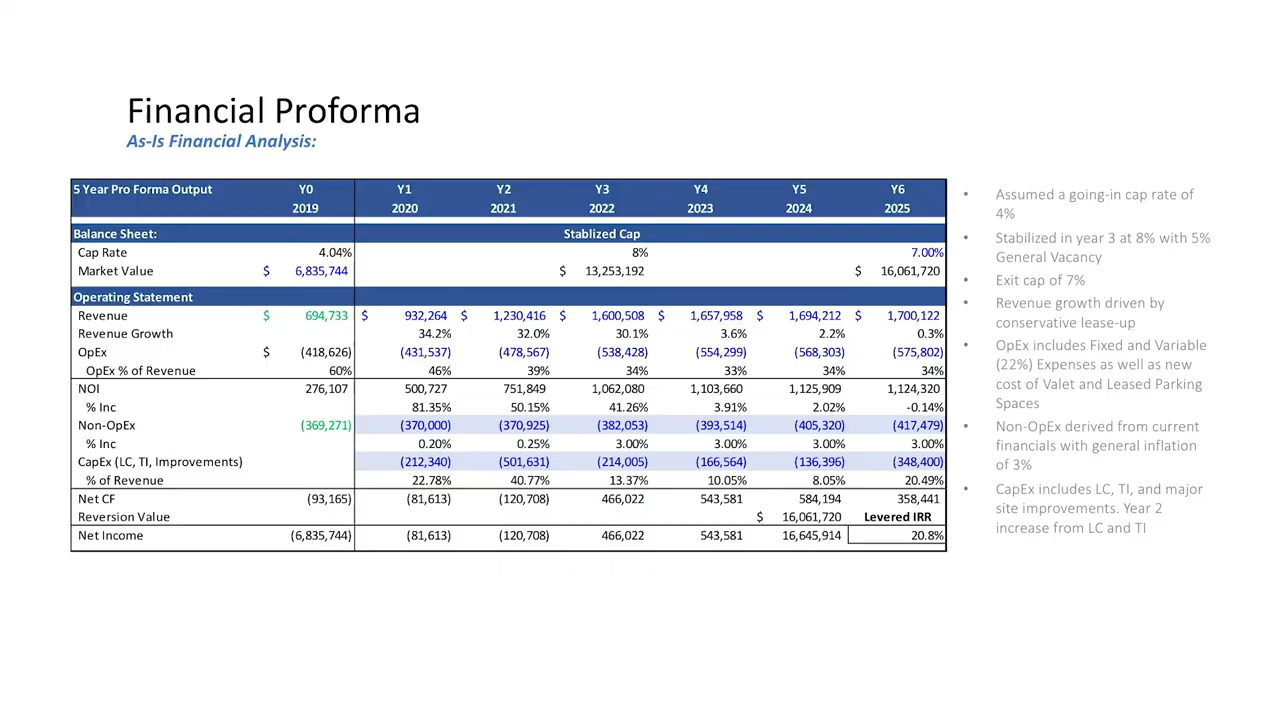 Financial Proforma
As-Is Financial Analysis:
5 Year Pro Forma Output Y0 Y1 Y2 Y3 Y4 Y5 Y6
2019 2020 2021 2022 2023 2024 2025
Balance Sheet: Stablized Cap
Cap Rate 4.04% 8% 7.00%
Market Value $ 6,835,744 $ 13,253,192 $ 16,061,720
Operating Statement
Revenue $ 694,733 $ 932,264 $ 1,230,416 $ 1,600,508 $ 1,657,958 $ 1,694,212 $ 1,700,122
Revenue Growth 34.2% 32.0% 30.1% 3.6% 2.2% 0.3%
OpEx $ (418,626) (431,537) (478,567) (538,428) (554,299) (568,303) (575,802)
OpEx % of Revenue 60% 46% 39% 34% 33% 34% 34%
NOI 276,107 500,727 751,849 1,062,080 1,103,660 1,125,909 1,124,320
% Inc 81.35% 50.15% 41.26% 3.91% 2.02% -0.14%
Non-OpEx (369,271) (370,000) (370,925) (382,053) (393,514) (405,320) (417,479)
% Inc 0.20% 0.25% 3.00% 3.00% 3.00% 3.00%
CapEx (LC, TI, Improvements) (212,340) (501,631) (214,005) (166,564) (136,396) (348,400)
% of Revenue 22.78% 40.77% 13.37% 10.05% 8.05% 20.49%
Net CF (93,165) (81,613) (120,708) 466,022 543,581 584,194 358,441
Reversion Value $ 16,061,720 Levered IRR
Net Income (6,835,744) (81,613) (120,708) 466,022 543,581 16,645,914 20.8%
• Assumed a going-in cap rate of
4%
• Stabilized in year 3 at 8% with 5%
General Vacancy
• Exit cap of 7%
• Revenue growth driven by
conservative lease-up
• OpEx includes Fixed and Variable
(22%) Expenses as well as new
cost of Valet and Leased Parking
Spaces
• Non-OpEx derived from current
financials with general inflation
of 3%
• CapEx includes LC, TI, and major
site improvements. Year 2
increase from LC and TI